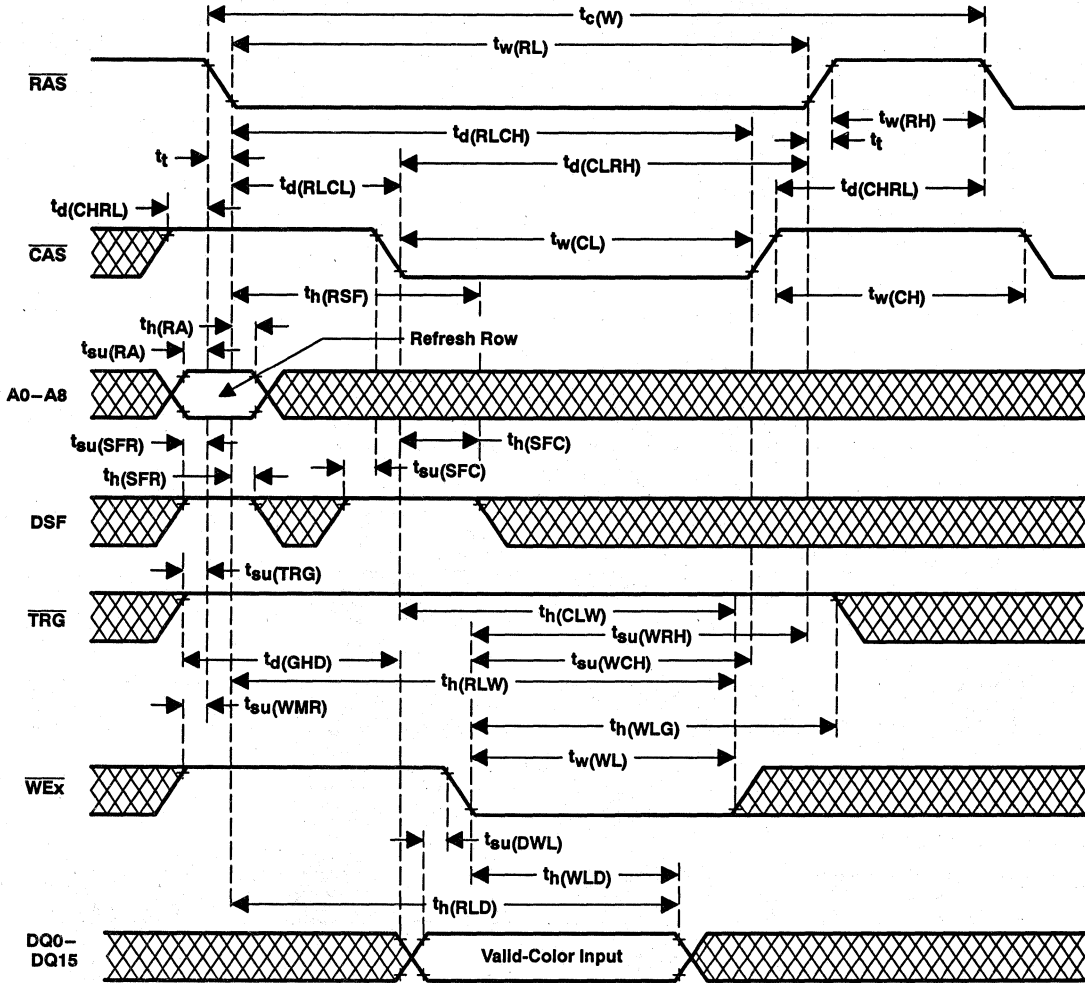 tc(W)
tw(RL)
RAS
tw(RH)
td(RLCH)
tt
tt
td(CLRH)
td(RLCL)
td(CHRL)
td(CHRL)
CAS
tw(CL)
th(RSF)
tw(CH)
th(RA)
Refresh Row
tsu(RA)
A0–A8
tsu(SFR)
th(SFC)
th(SFR)
tsu(SFC)
DSF
tsu(TRG)
TRG
th(CLW)
tsu(WRH)
td(GHD)
tsu(WCH)
th(RLW)
tsu(WMR)
th(WLG)
tw(WL)
WEx
tsu(DWL)
th(WLD)
th(RLD)
DQ0–
DQ15
Valid-Color Input